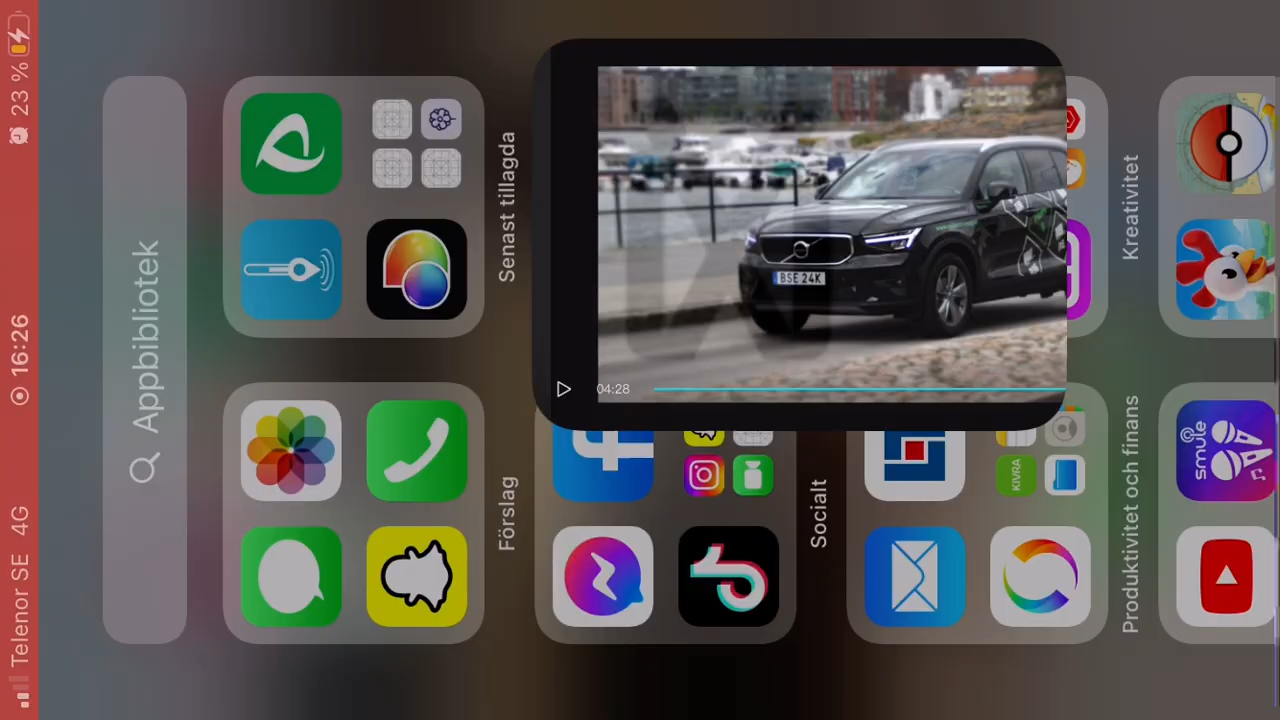 Telenor SE 4G
16:26
23 %
Appbibliotek
Förslag
Senast tillagda
Socialt
04:28
BSE 24K
KIVRA
Produktivitet och finans
Kreativitet
smule